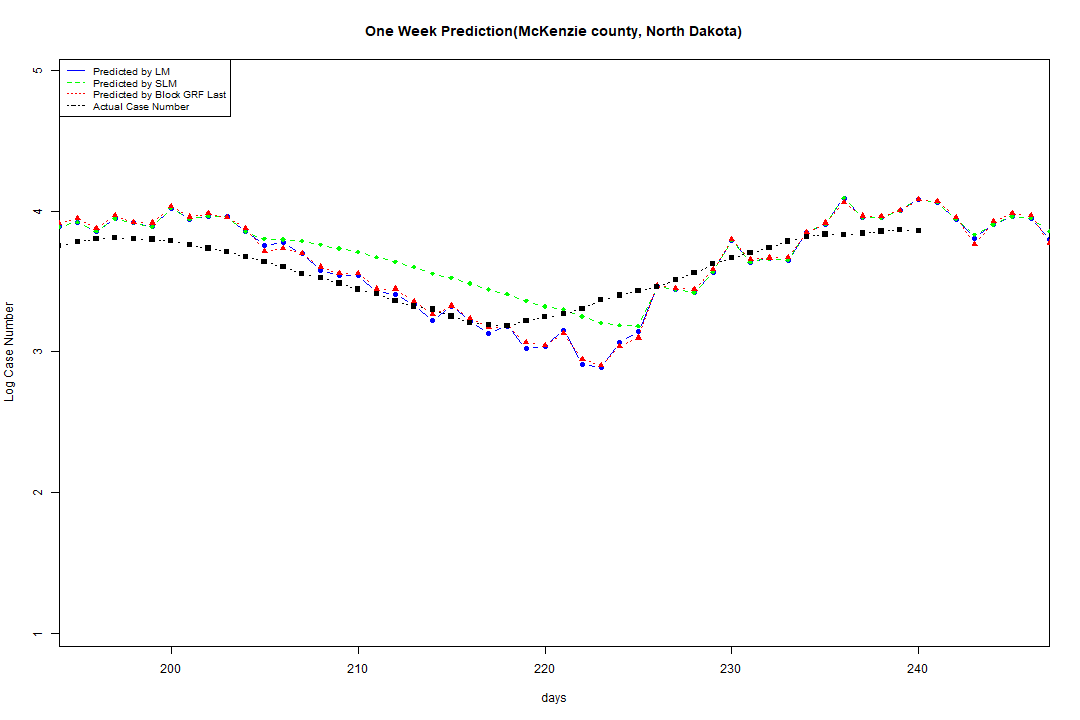 One Week Prediction(McKenzie county, North Dakota)
Predicted by LM
Predicted by SLM
Predicted by Block GRF Last
Actual Case Number
5
4
3
2
1
Log Case Number
200
210
220
230
240
days